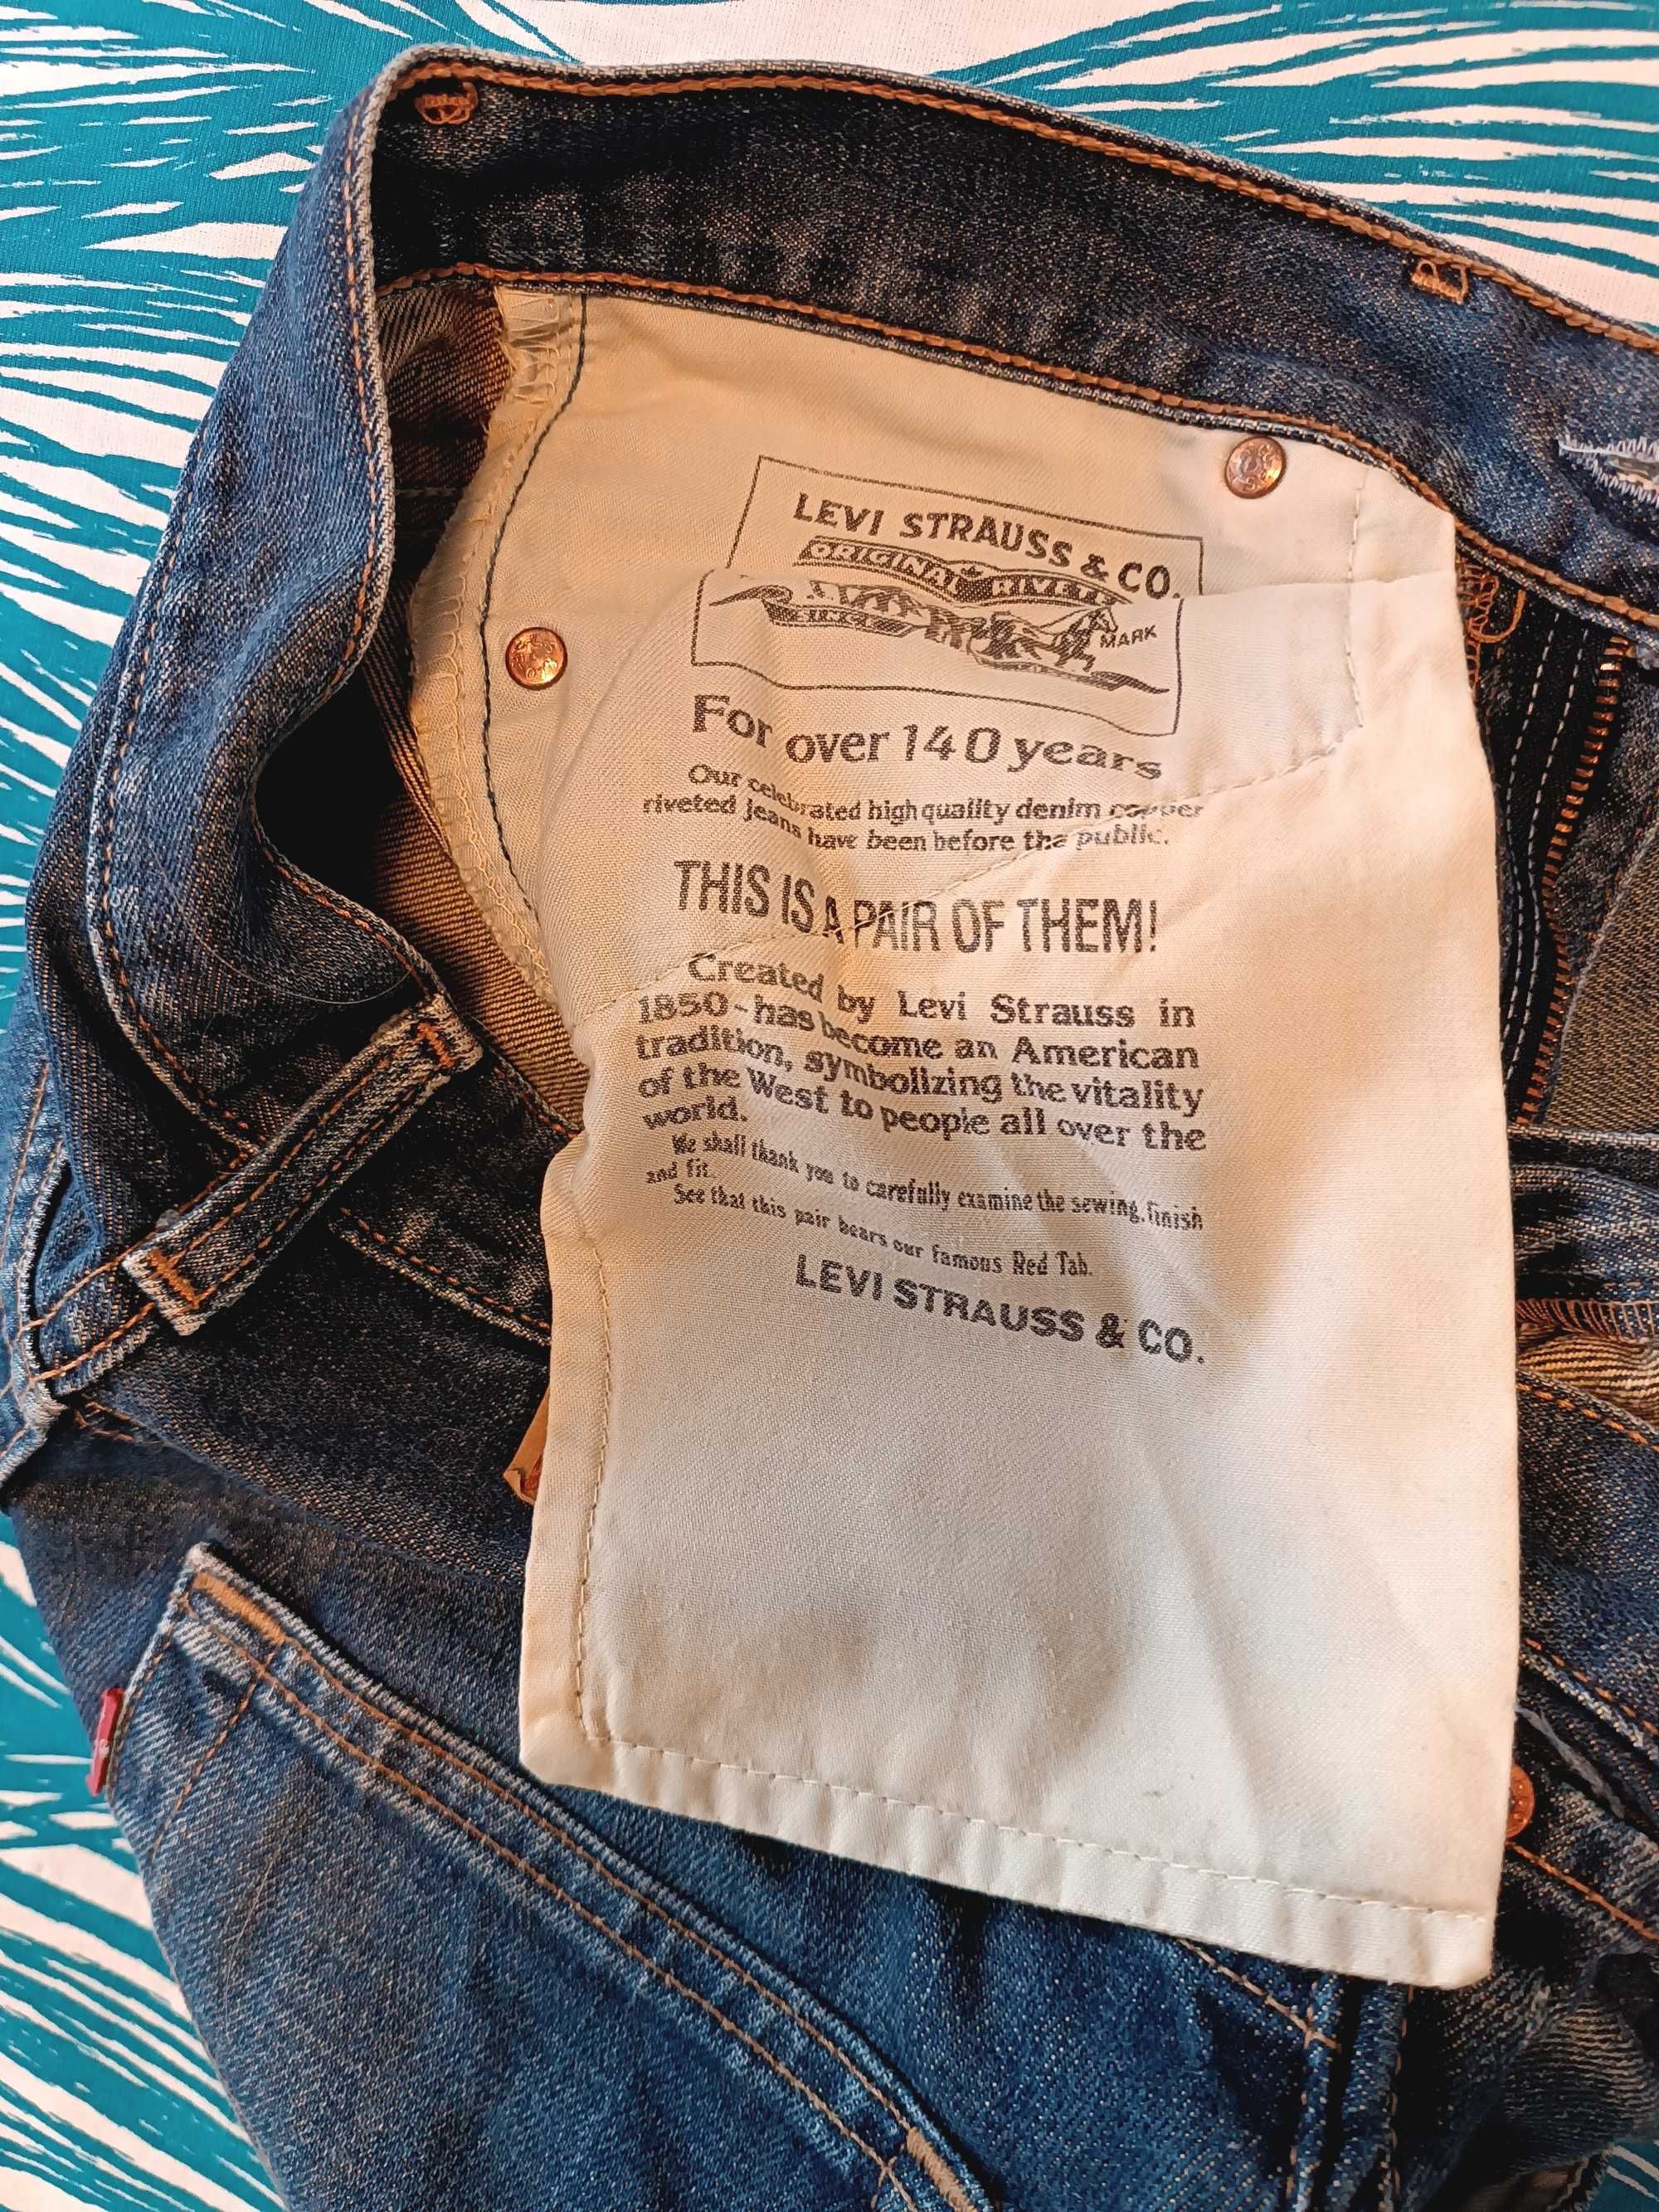 LEVI STRAUSS & CO.
ORIGINAL RIVETED
MARK
For over 140 years
Our celebrated high quality denim copper
riveted jeans have been before the public.
THIS IS A PAIR OF THEM!
Created by Levi Strauss in
1850-has become an American
tradition, symbolizing the vitality
of the West to people all over the
world.
We shall thank you to carefully examine the sewing, finish
and fit.
See that this pair bears our famous Red Tab.
LEVI STRAUSS & CO.